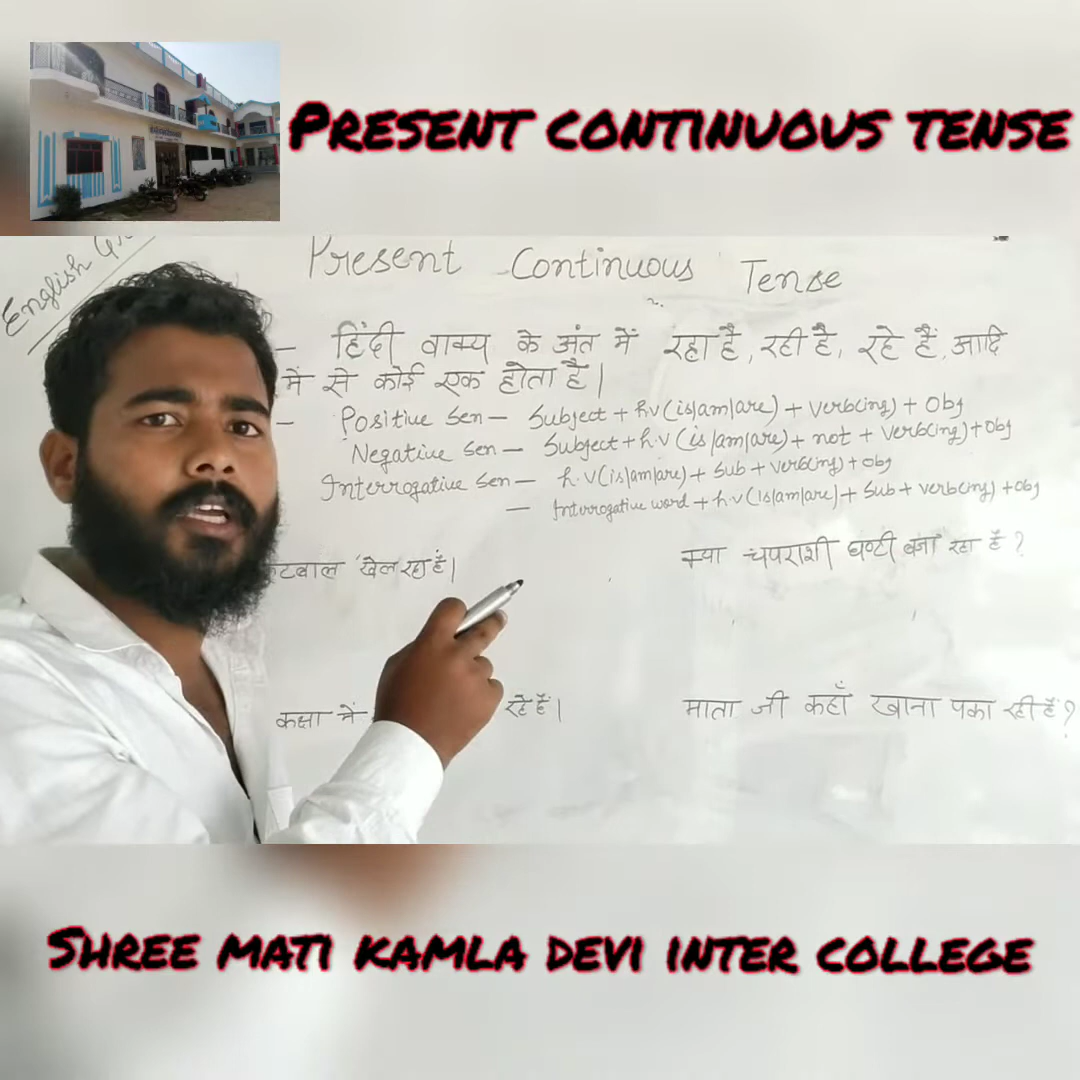 PRESENT CONTINUOUS TENSE
English
Present Continuous Tense
– हिंदी वाक्य के अंत में रहा है, रही है, रहे हैं, आदि
में से कोई एक होता है।
– Positive Sen – Subject + h.v (is/am/are) + verb(ing) + Obj
Negative Sen – Subject + h.v (is/am/are) + not + verb(ing) + Obj
Interrogative Sen – h.v (is/am/are) + Sub + verb(ing) + Obj
– Interrogative word + h.v (is/am/are) + Sub + verb(ing) + Obj
खेल रहा है।
क्या चपराशी घण्टी बजा रहा है?
कक्षा में रहे हैं।
माता जी कहाँ खाना पका रही हैं?
SHREE MATI KAMLA DEVI INTER COLLEGE